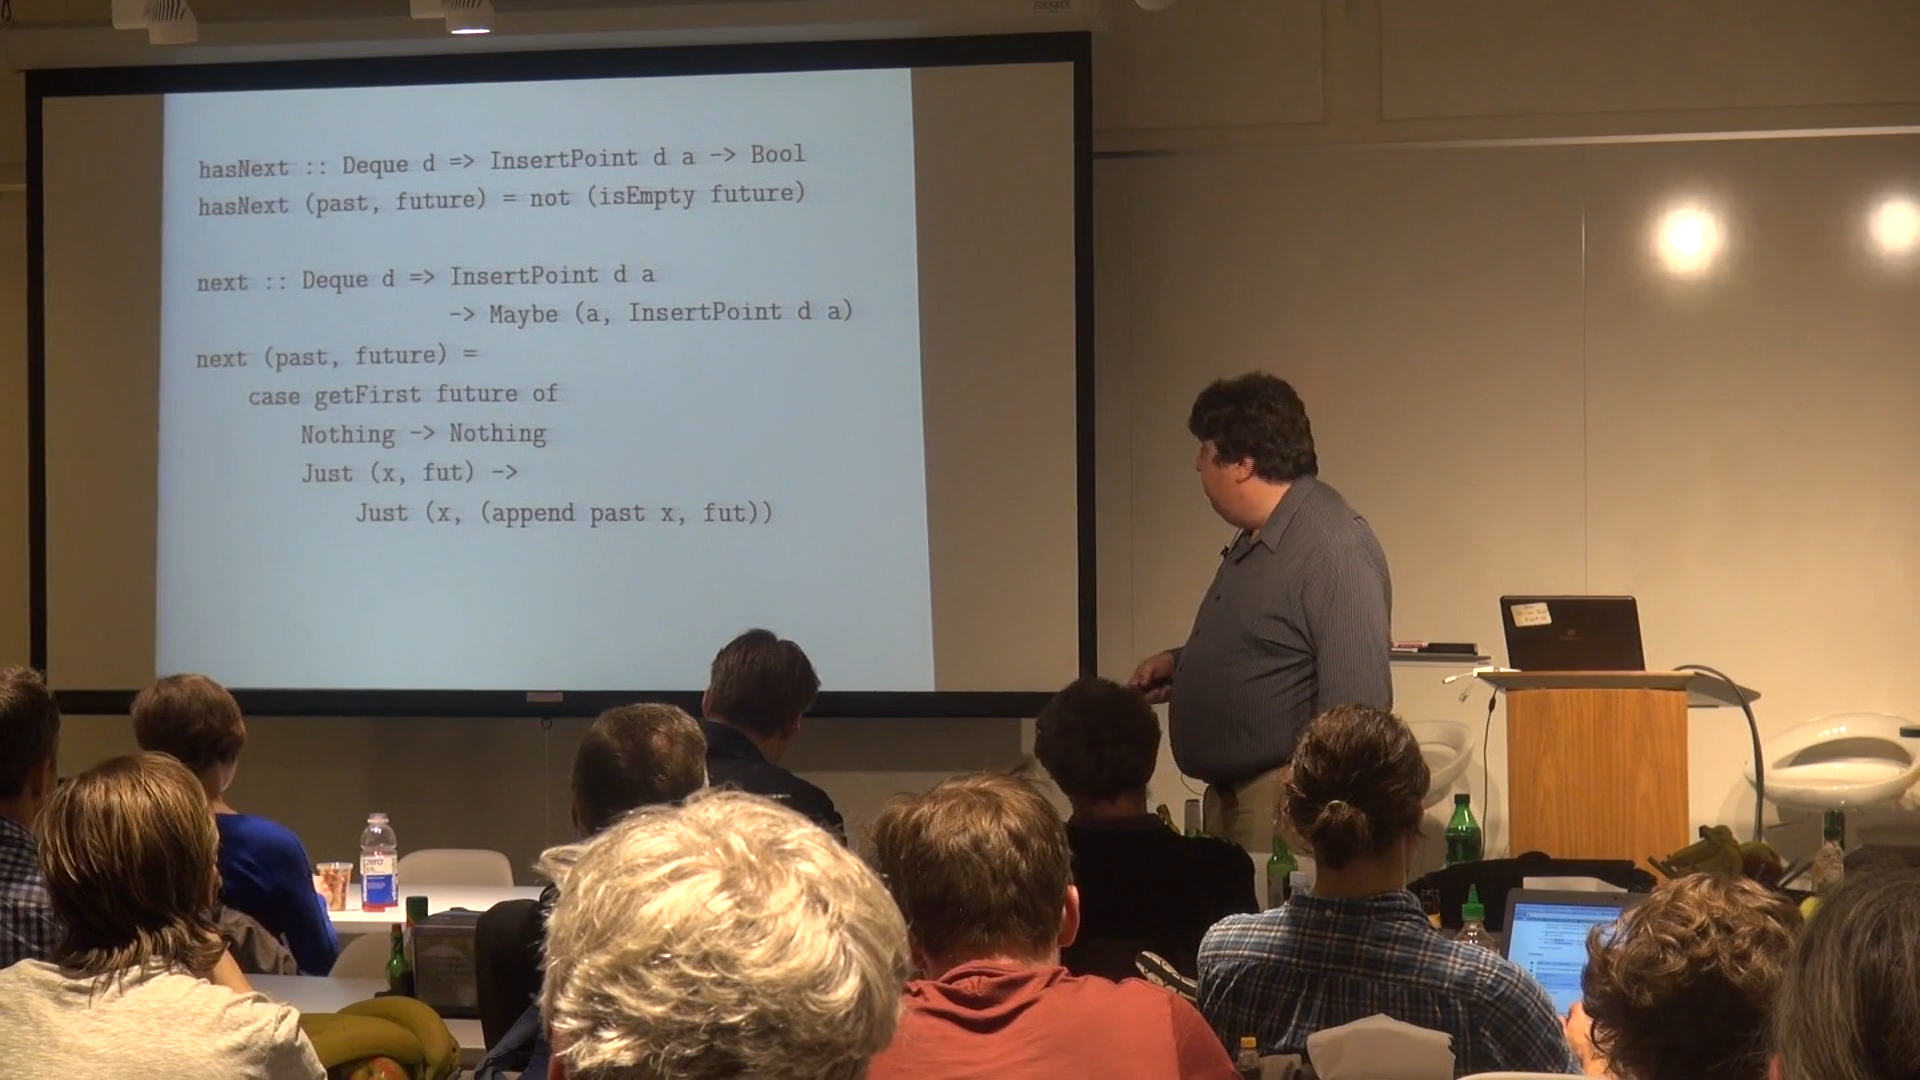 hasNext :: Deque d => InsertPoint d a -> Bool
hasNext (past, future) = not (isEmpty future)
next :: Deque d => InsertPoint d a
-> Maybe (a, InsertPoint d a)
next (past, future) =
case getFirst future of
Nothing -> Nothing
Just (x, fut) ->
Just (x, (append past x, fut))
zero